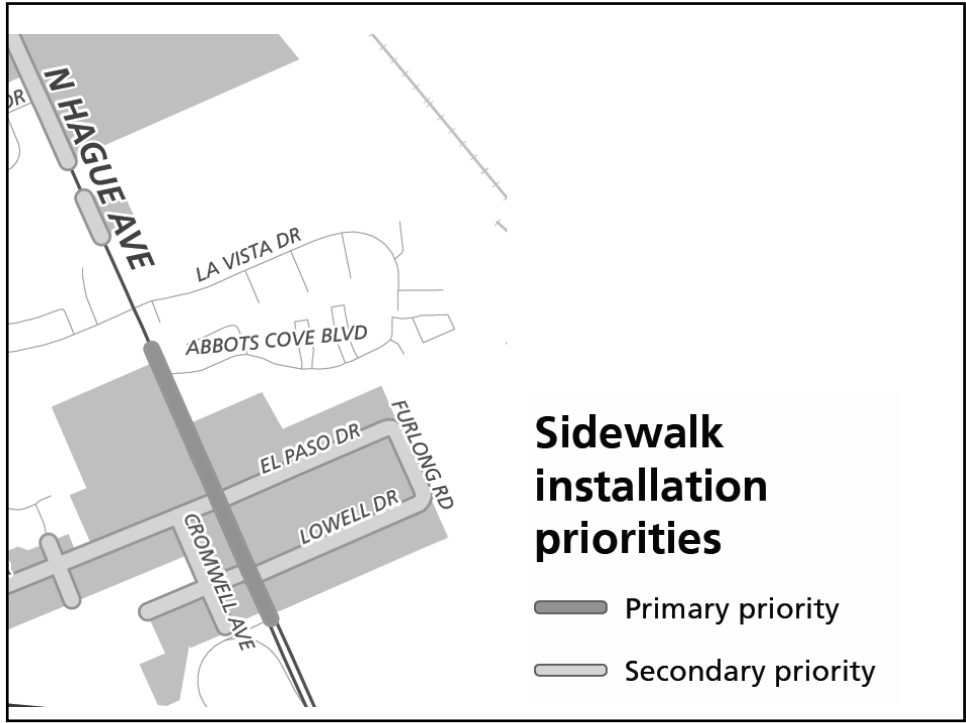 DR
N HAGUE AVE
LA VISTA DR
ABBOTS COVE BLVD
FURLONG RD
EL PASO DR
LOWELL DR
CROMWELL AVE
Sidewalk
installation
priorities
Primary priority
Secondary priority